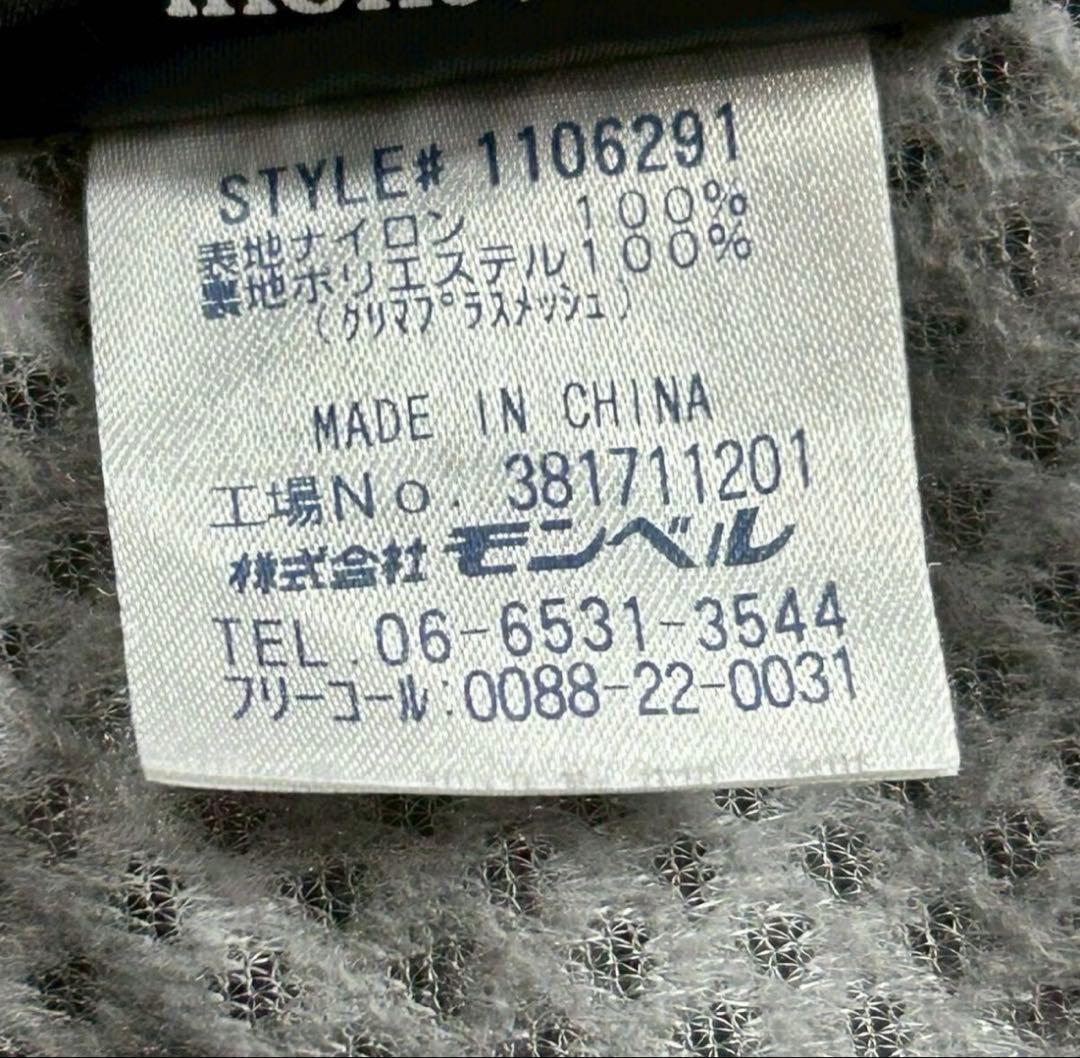 STYLE# 1106291
表地ナイロン 100%
裏地ポリエステル100%
(クリマプラスメッシュ)
MADE IN CHINA
工場No. 381711201
株式会社モンベル
TEL.06-6531-3544
フリーコール:0088-22-0031